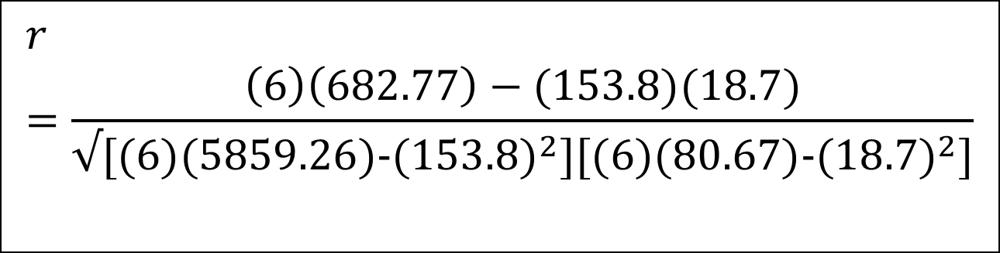 r
(6)(682.77) − (153.8)(18.7)
=
√[(6)(5859.26)-(153.8)²][(6)(80.67)-(18.7)²]